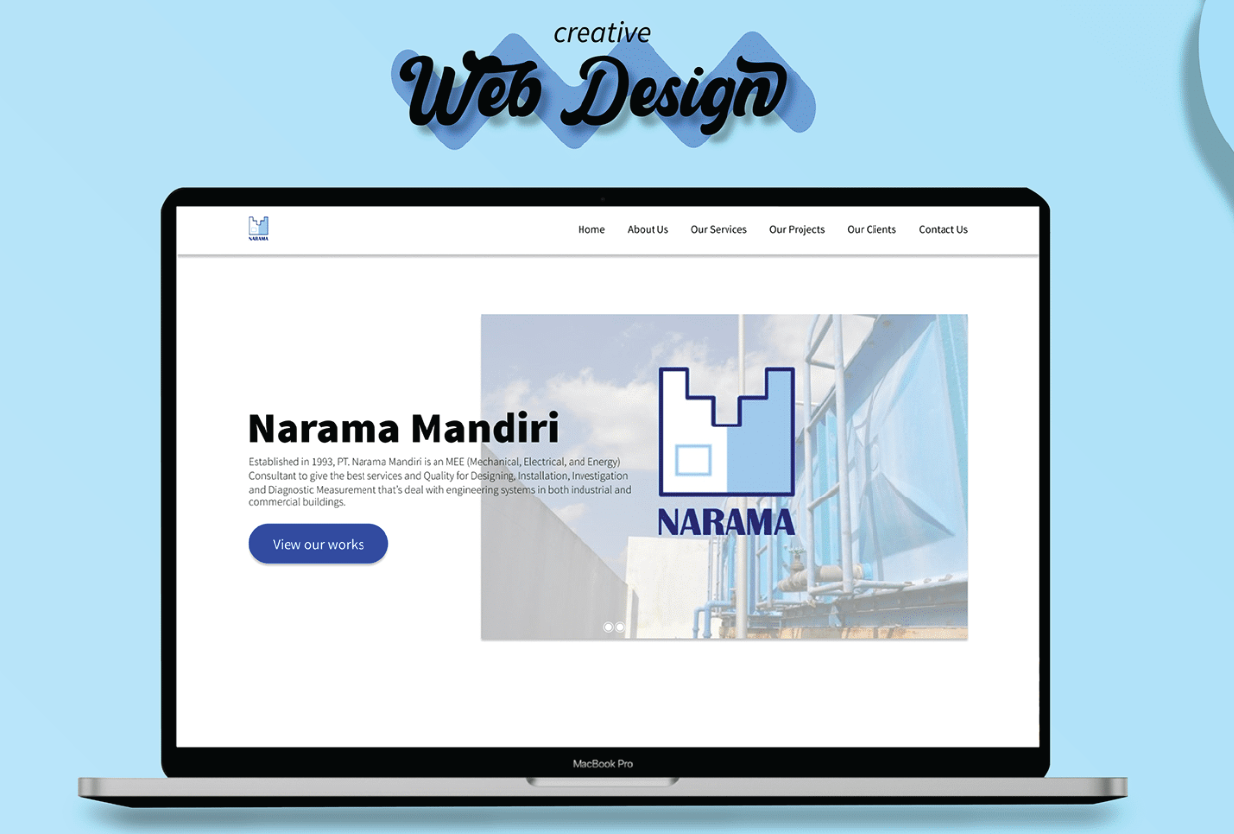 creative
Web Design
NARAMA
Home About Us Our Services Our Projects Our Clients Contact Us
Narama Mandiri
Established in 1993, PT. Narama Mandiri is an MEE (Mechanical, Electrical, and Energy)
Consultant to give the best services and Quality for Designing, Installation, Investigation
and Diagnostic Measurement that's deal with engineering systems in both industrial and
commercial buildings.
View our works
NARAMA
MacBook Pro